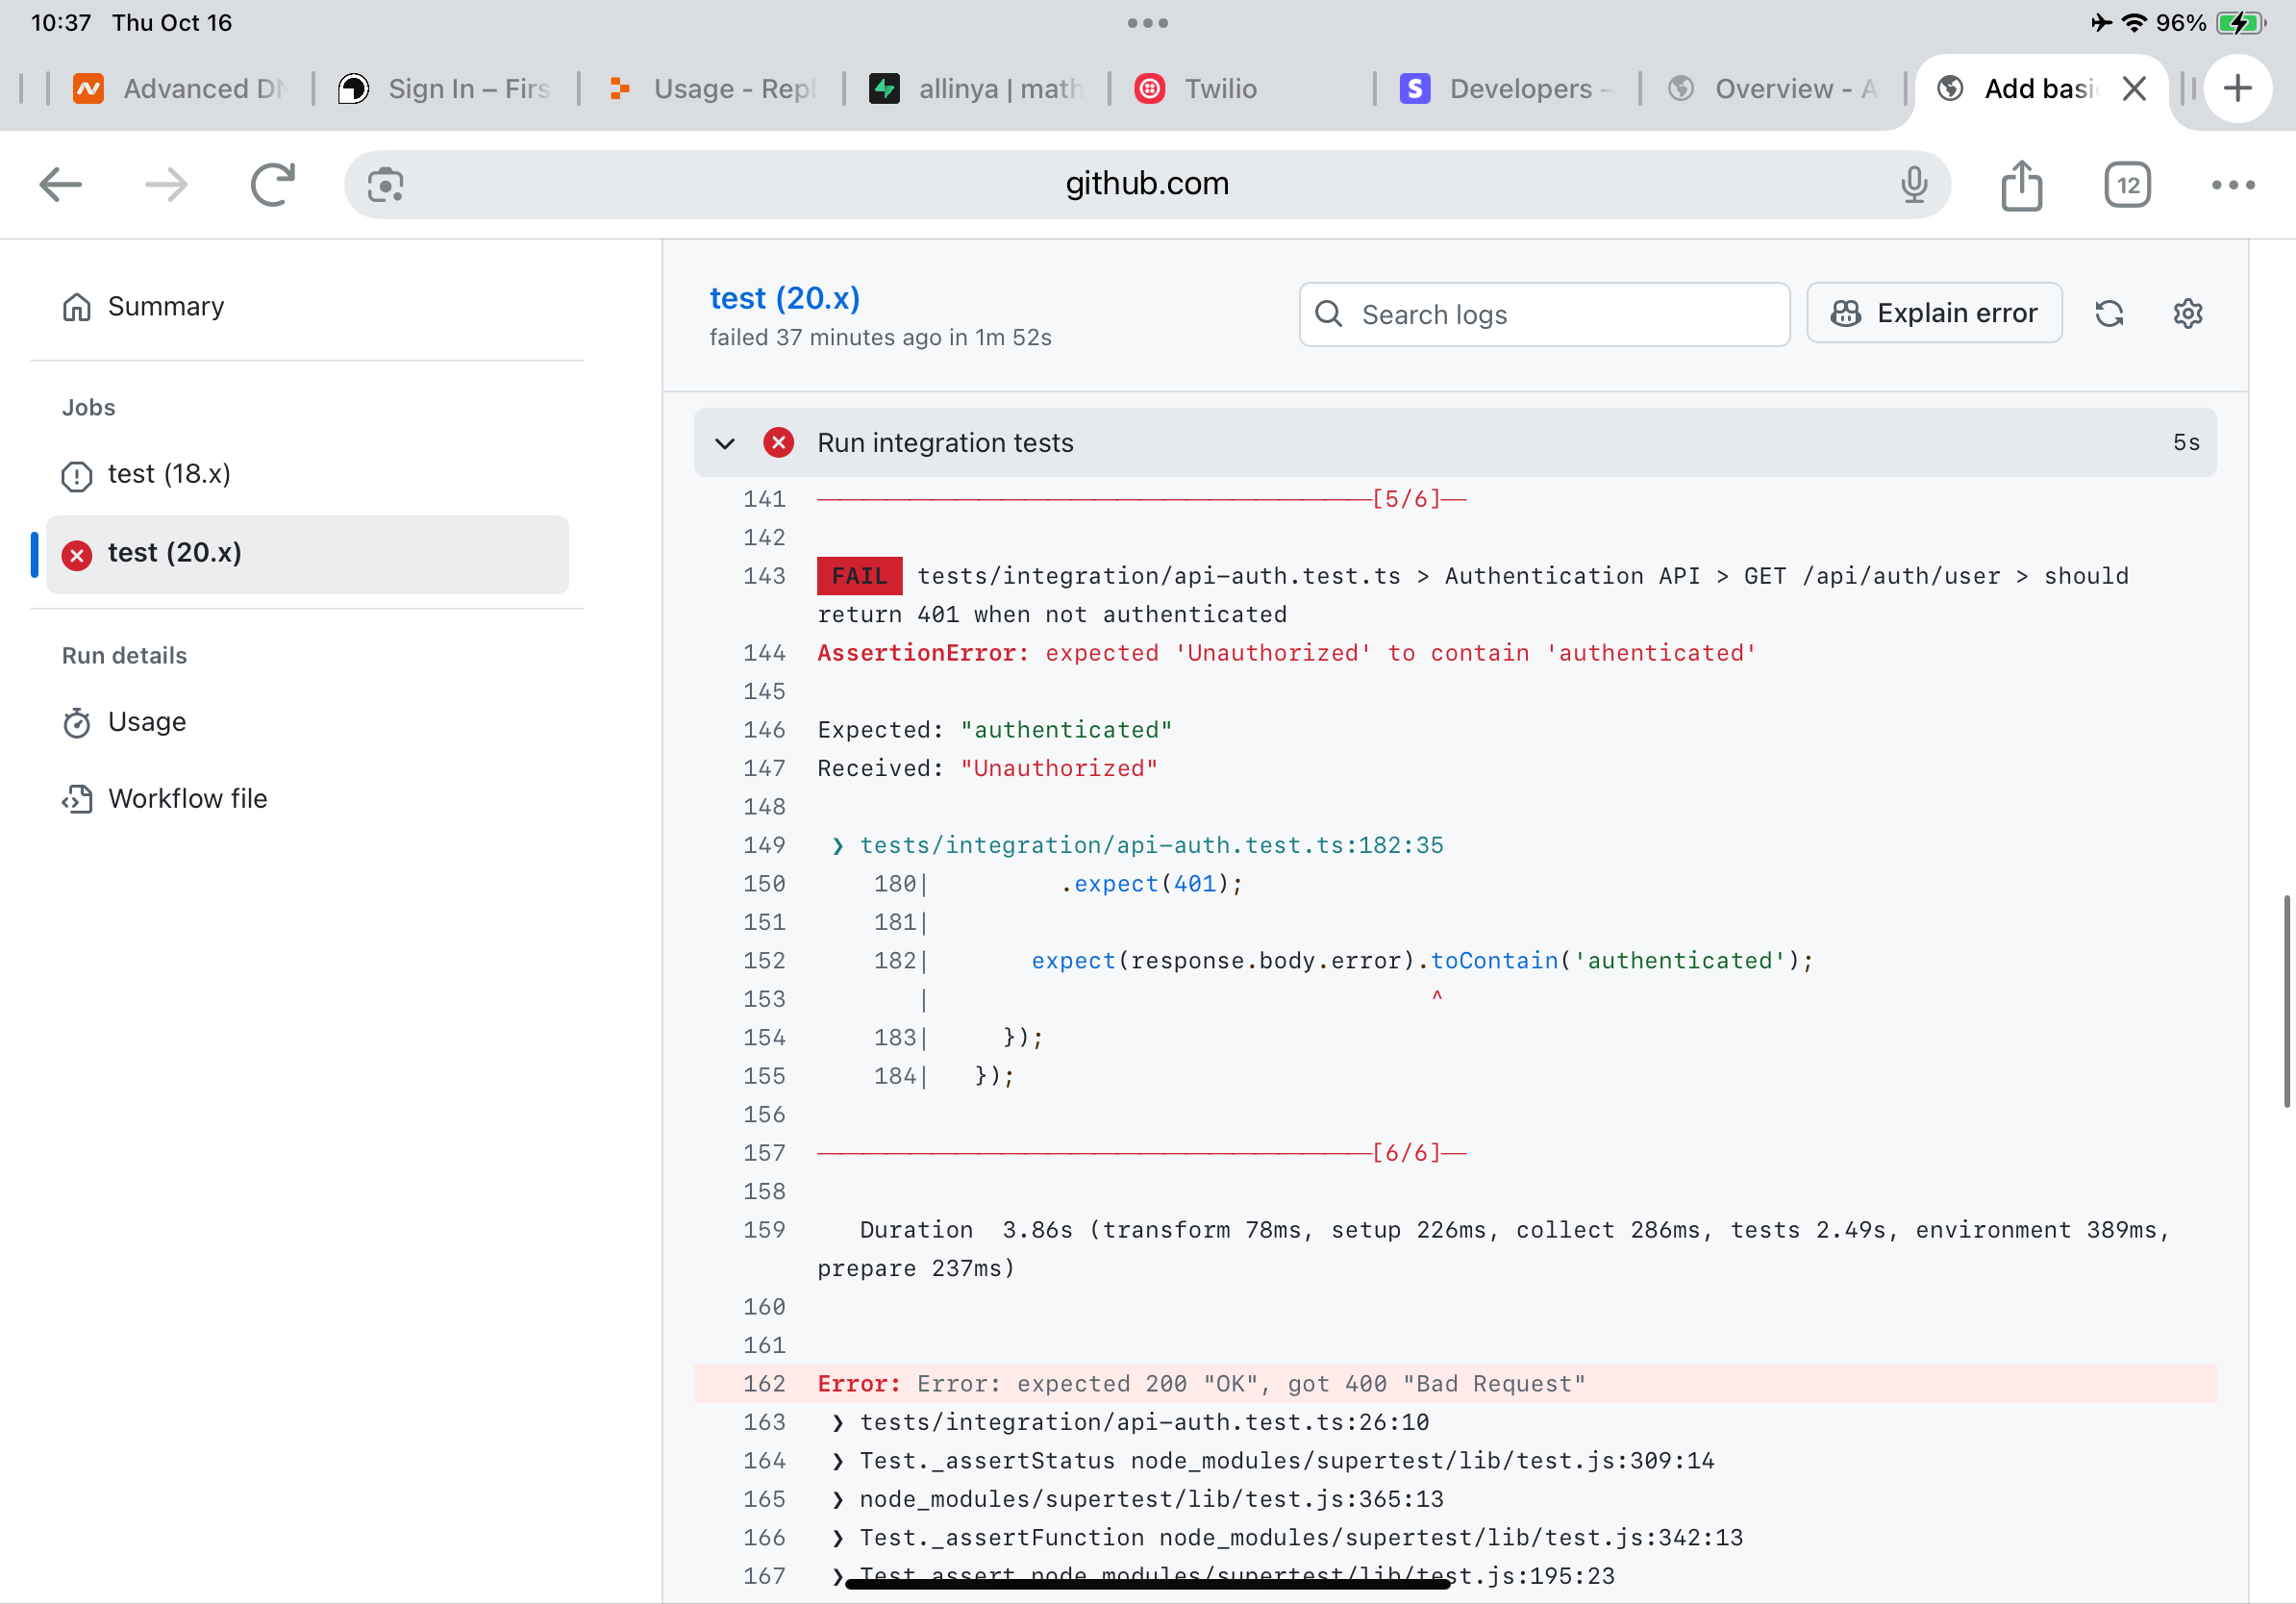 10:37 Thu Oct 16
96%
Advanced DN
Sign In – Firs
Usage - Repl
allinya | math
Twilio
Developers –
Overview - A
Add basi
github.com
12
Summary
Jobs
test (18.x)
test (20.x)
Run details
Usage
Workflow file
test (20.x)
failed 37 minutes ago in 1m 52s
Search logs
Explain error
Run integration tests
5s
141 [5/6]
142
143 FAIL tests/integration/api-auth.test.ts > Authentication API > GET /api/auth/user > should
return 401 when not authenticated
144 AssertionError: expected 'Unauthorized' to contain 'authenticated'
145
146 Expected: "authenticated"
147 Received: "Unauthorized"
148
149 ❯ tests/integration/api-auth.test.ts:182:35
150 180| .expect(401);
151 181|
152 182| expect(response.body.error).toContain('authenticated');
153 | ^
154 183| });
155 184| });
156
157 [6/6]
158
159 Duration 3.86s (transform 78ms, setup 226ms, collect 286ms, tests 2.49s, environment 389ms,
prepare 237ms)
160
161
162 Error: Error: expected 200 "OK", got 400 "Bad Request"
163 ❯ tests/integration/api-auth.test.ts:26:10
164 ❯ Test._assertStatus node_modules/supertest/lib/test.js:309:14
165 ❯ node_modules/supertest/lib/test.js:365:13
166 ❯ Test._assertFunction node_modules/supertest/lib/test.js:342:13
167 ❯ Test.assert node_modules/supertest/lib/test.js:195:23